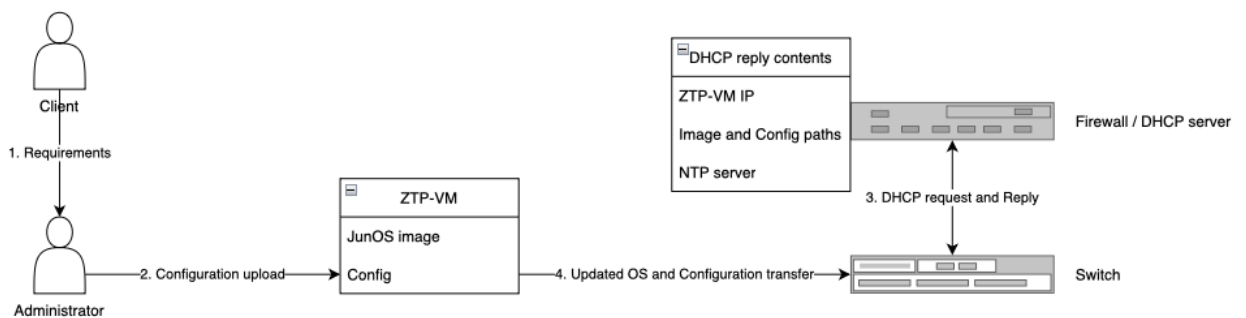 Client
1. Requirements
Administrator
2. Configuration upload
ZTP-VM
JunOS image
Config
4. Updated OS and Configuration transfer
DHCP reply contents
ZTP-VM IP
Image and Config paths
NTP server
Firewall / DHCP server
3. DHCP request and Reply
Switch